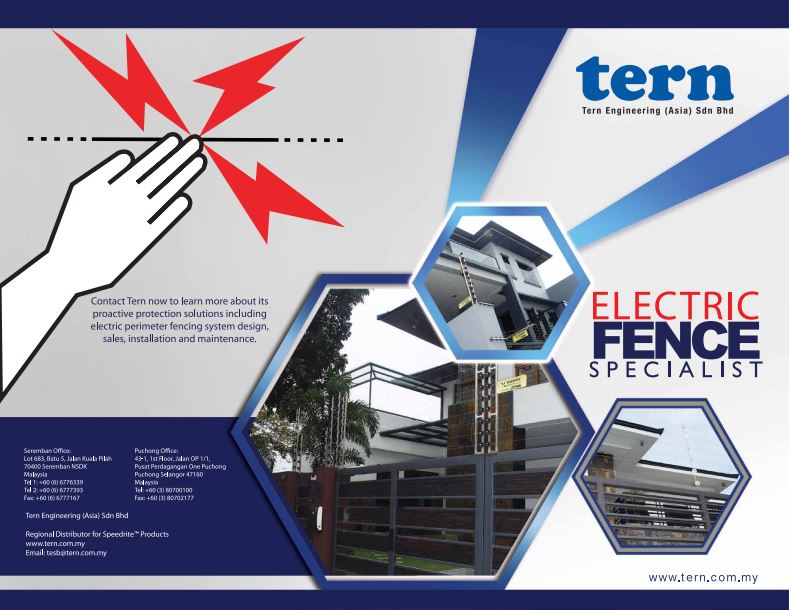 tern
Tern Engineering (Asia) Sdn Bhd
ELECTRIC
FENCE
SPECIALIST
Contact Tern now to learn more about its
proactive protection solutions including
electric perimeter fencing system design,
sales, installation and maintenance.
Seremban Office:
Lot 683, Batu 5, Jalan Kuala Pilah
70400 Seremban NSDK
Malaysia
Tel 1: +60 (6) 6776339
Tel 2: +60 (6) 6777393
Fax: +60 (6) 6777167
Puchong Office:
43-1, 1st Floor, Jalan OP 1/1,
Pusat Perdagangan One Puchong
Puchong Selangor 47160
Malaysia
Tel: +60 (3) 80700100
Fax: +60 (3) 80702177
Tern Engineering (Asia) Sdn Bhd
Regional Distributor for Speedrite™ Products
www.tern.com.my
Email: tesb@tern.com.my
www.tern.com.my